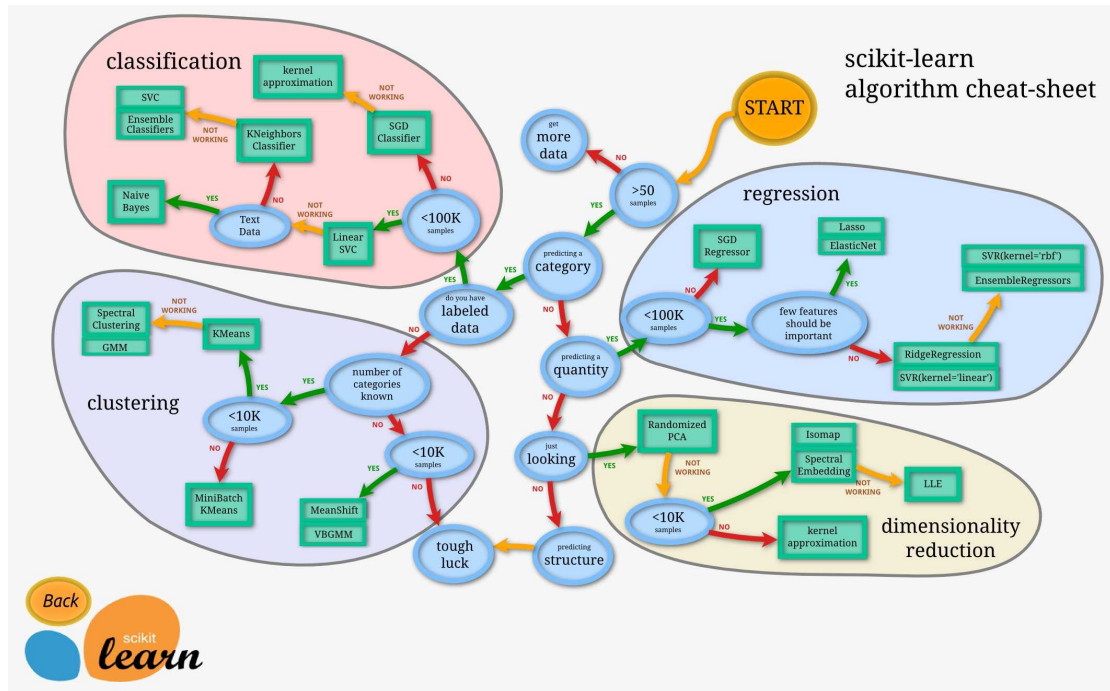 scikit-learn
algorithm cheat-sheet
START
>50
samples
NO
get
more
data
YES
predicting a
category
YES
do you have
labeled
data
YES
classification
<100K
samples
YES
Linear
SVC
NOT
WORKING
Text
Data
YES
Naive
Bayes
NO
KNeighbors
Classifier
NOT
WORKING
SVC
Ensemble
Classifiers
NO
SGD
Classifier
NOT
WORKING
kernel
approximation
NO
clustering
number of
categories
known
YES
<10K
samples
YES
KMeans
NOT
WORKING
Spectral
Clustering
GMM
NO
MiniBatch
KMeans
NO
<10K
samples
YES
MeanShift
VBGMM
NO
tough
luck
NO
predicting a
quantity
YES
regression
<100K
samples
NO
SGD
Regressor
YES
few features
should be
important
YES
Lasso
ElasticNet
NO
RidgeRegression
SVR(kernel='linear')
NOT
WORKING
SVR(kernel='rbf')
EnsembleRegressors
NO
just
looking
YES
dimensionality
reduction
Randomized
PCA
NOT
WORKING
<10K
samples
YES
Isomap
Spectral
Embedding
NOT
WORKING
LLE
NO
kernel
approximation
NO
predicting
structure
Back
scikit
learn